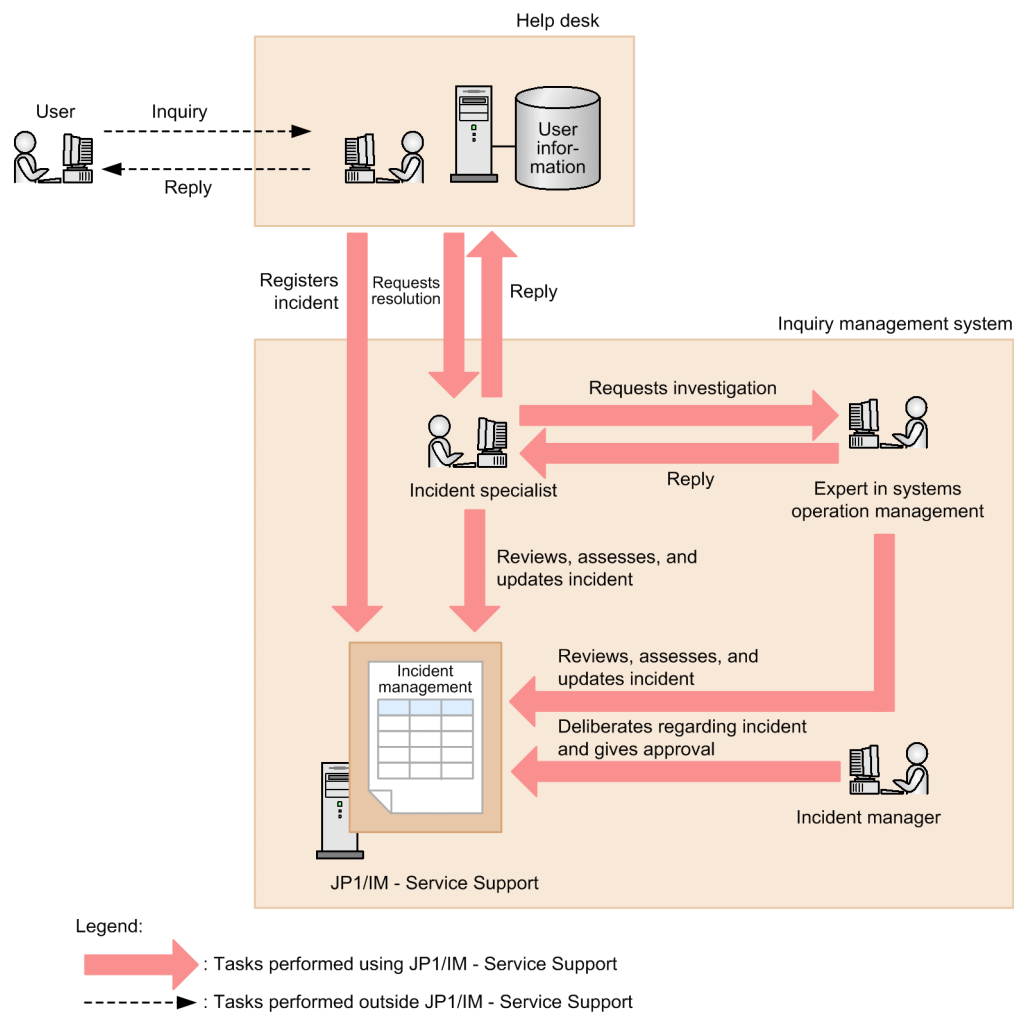 Help desk
User
Inquiry
Reply
User
infor-
mation
Registers
incident
Requests
resolution
Reply
Inquiry management system
Requests investigation
Reply
Incident specialist
Expert in systems
operation management
Reviews, assesses, and
updates incident
Incident
management
Reviews, assesses, and
updates incident
Deliberates regarding incident
and gives approval
Incident manager
JP1/IM - Service Support
Legend:
: Tasks performed using JP1/IM - Service Support
: Tasks performed outside JP1/IM - Service Support